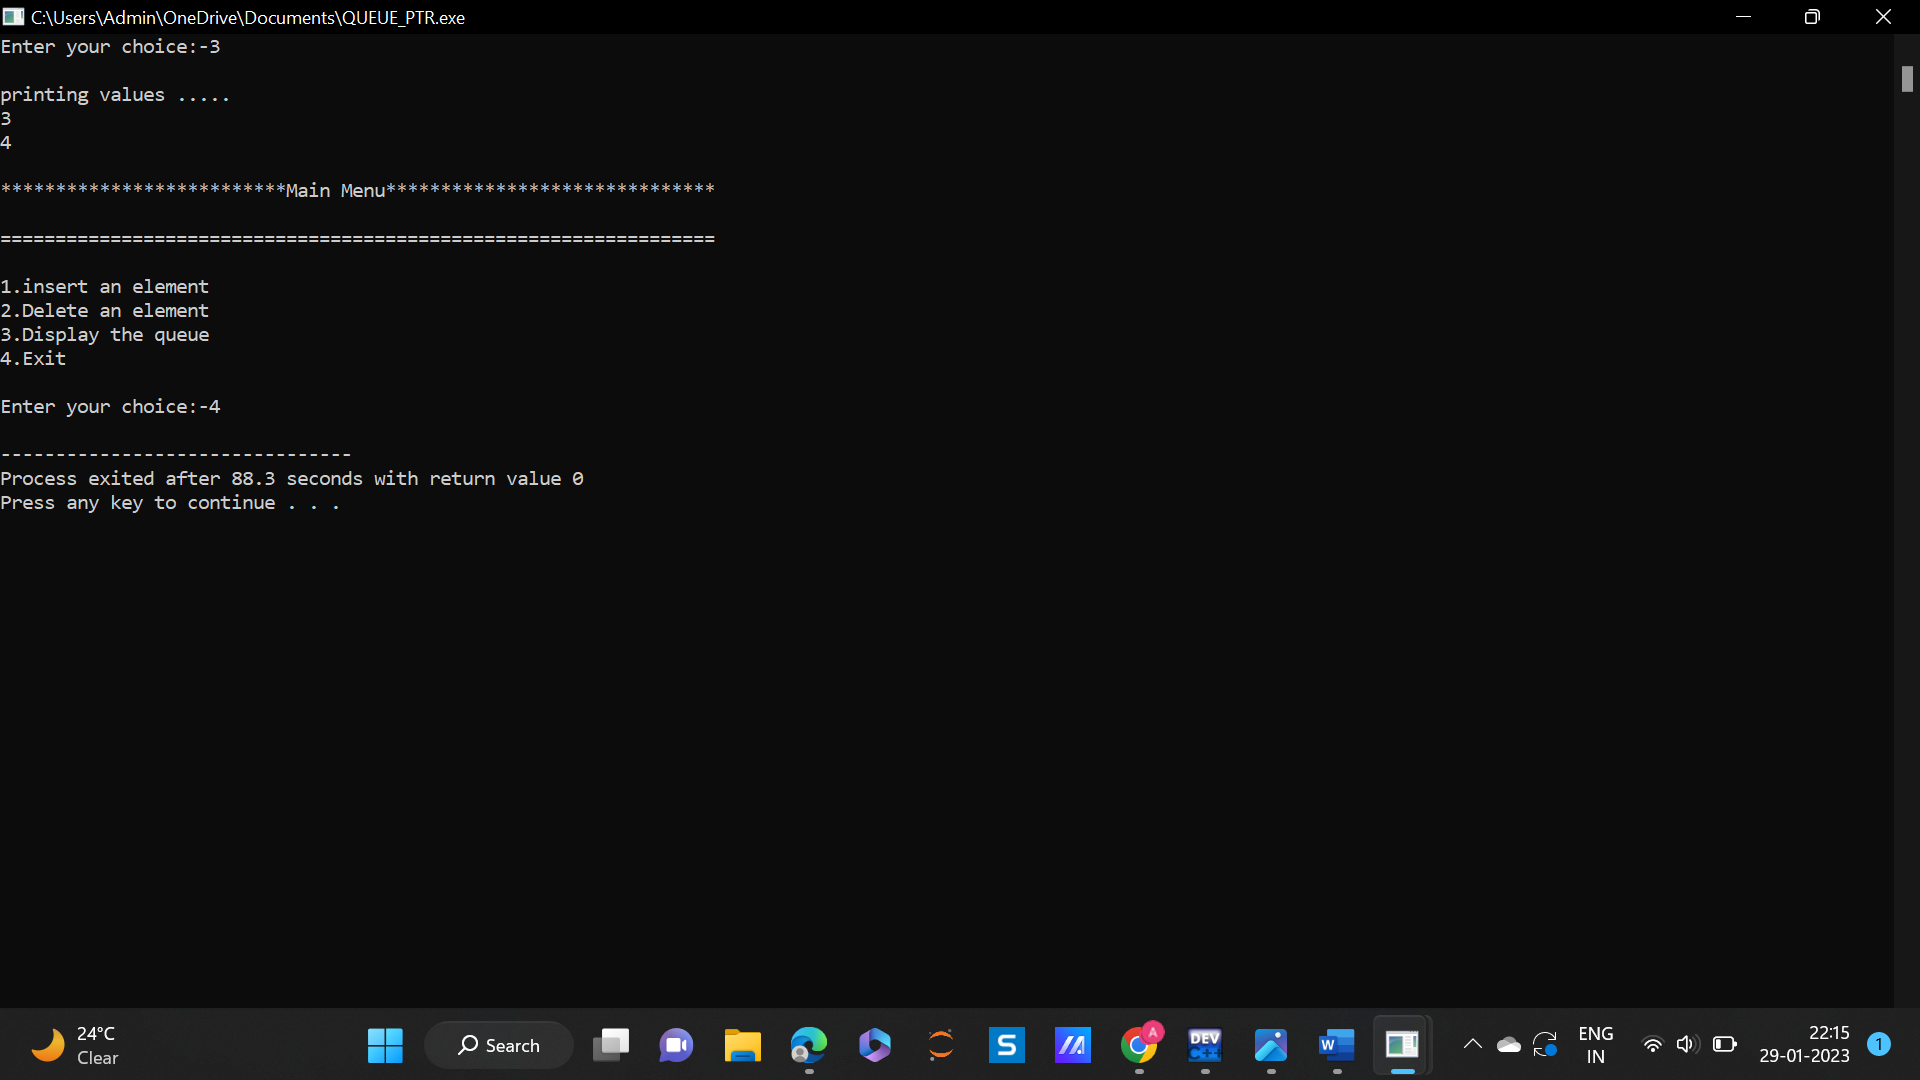 C:\Users\Admin\OneDrive\Documents\QUEUE_PTR.exe
Enter your choice:-3
printing values .....
3
4
**************************Main Menu******************************
=================================================================
1.insert an element
2.Delete an element
3.Display the queue
4.Exit
Enter your choice:-4
--------------------------------
Process exited after 88.3 seconds with return value 0
Press any key to continue . . .
24°C
Clear
Search
S
A
DEV
C++
W
ENG
IN
22:15
29-01-2023
1